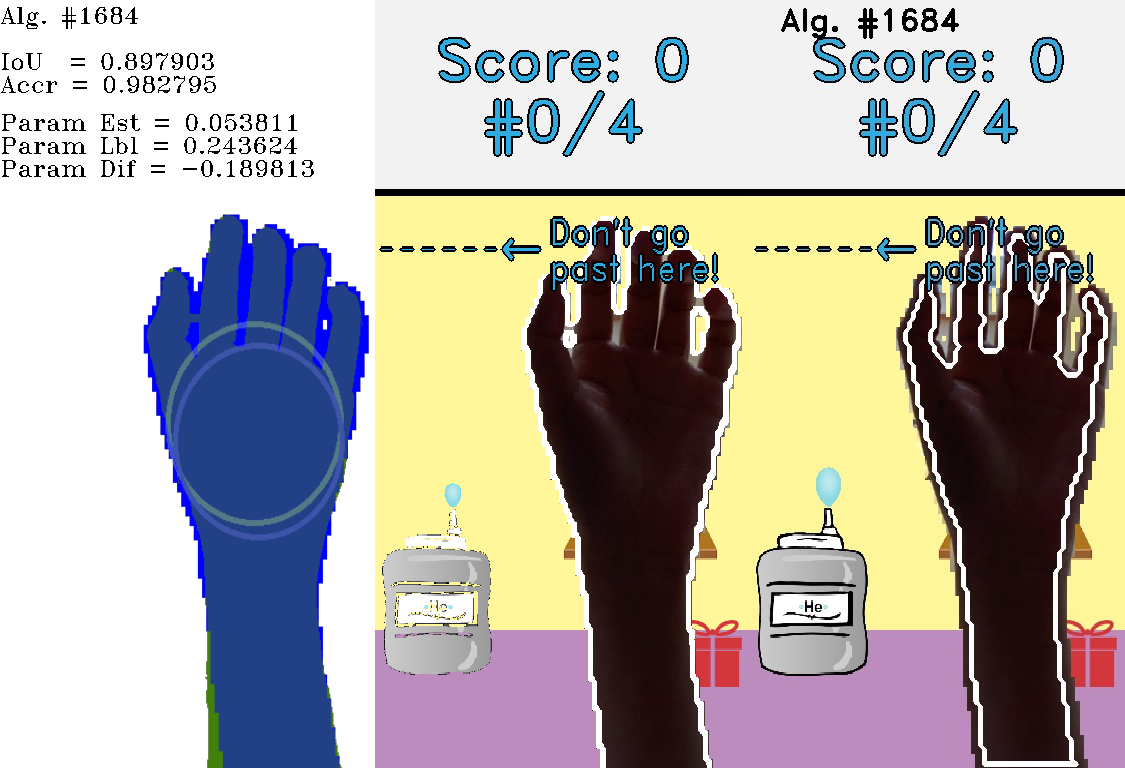 Alg. #1684
IoU = 0.897903
Accr = 0.982795
Param Est = 0.053811
Param Lbl = 0.243624
Param Dif = −0.189813
Score: 0
#0/4
Don't go
past here!
He
Alg. #1684
Score: 0
#0/4
Don't go
past here!
He